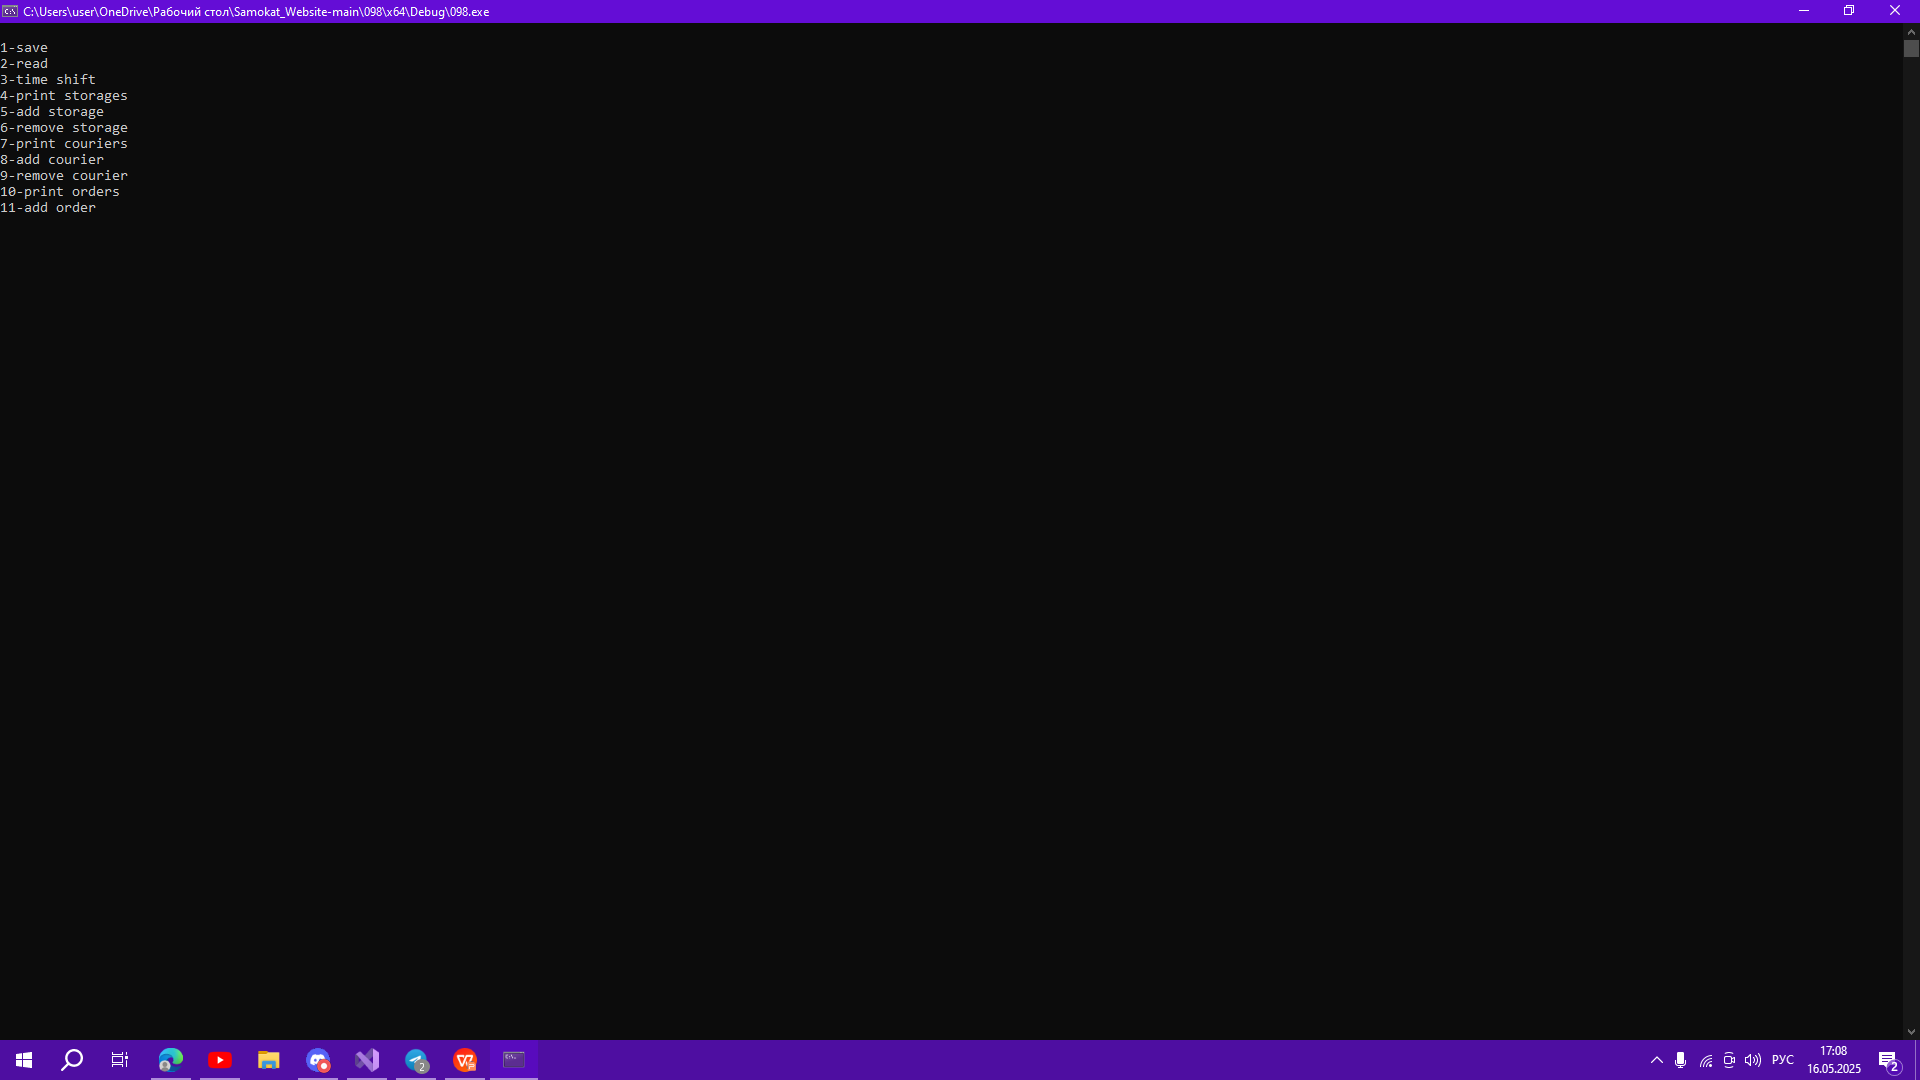 C:\Users\user\OneDrive\Рабочий стол\Samokat_Website-main\098\x64\Debug\098.exe
1-save
2-read
3-time shift
4-print storages
5-add storage
6-remove storage
7-print couriers
8-add courier
9-remove courier
10-print orders
11-add order
2
РУС
17:08
16.05.2025
2